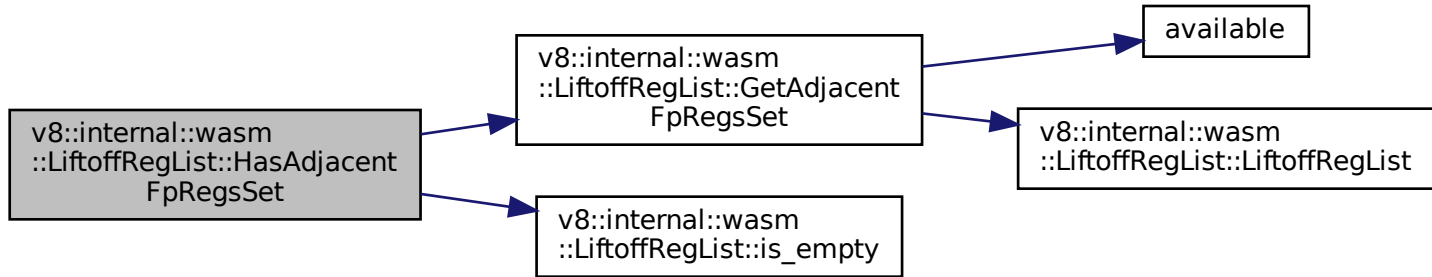 v8::internal::wasm
::LiftoffRegList::HasAdjacent
FpRegsSet
v8::internal::wasm
::LiftoffRegList::GetAdjacent
FpRegsSet
available
v8::internal::wasm
::LiftoffRegList::LiftoffRegList
v8::internal::wasm
::LiftoffRegList::is_empty